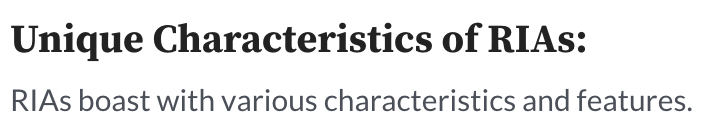 Unique Characteristics of RIAs:
RIAs boast with various characteristics and features.